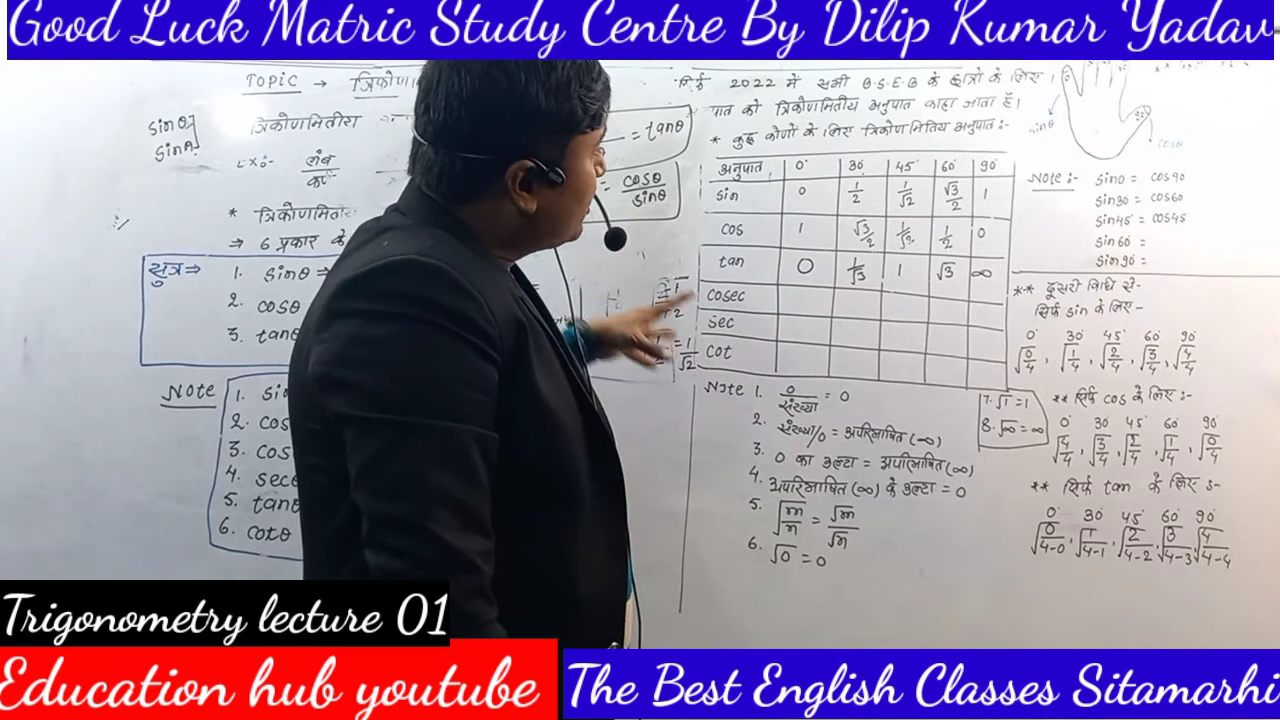 Good Luck Matric Study Centre By Dilip Kumar Yadav
TOPIC → त्रिकोण
sinθ
sinA
त्रिकोणमितीय
Ex:- लंब/कर्ण
* त्रिकोणमितीय
⇒ 6 प्रकार के
= tanθ
= cosθ/sinθ
सुत्र ⇒ 1. sinθ ⇒
2. cosθ
3. tanθ
Note 1. sin
2. cos
3. cos
4. secθ
5. tanθ
6. cotθ
2022 में सभी B.S.E.B के छात्रों के लिए
पात को त्रिकोणमितीय अनुपात काहा जाता हैं।
* कुछ कोणों के लिए त्रिकोणमितिय अनुपात:-
अनुपात 0° 30° 45° 60° 90°
sin 0 1/2 1/√2 √3/2 1
cos 1 √3/2 1/√2 1/2 0
tan 0 1/√3 1 √3 ∞
cosec
sec
cot
Note 1. 0/संख्या = 0
2. संख्या/0 = अपरिभाषित (∞)
3. 0 का उल्टा = अपरिभाषित (∞)
4. अपरिभाषित (∞) के उल्टा = 0
5. √m/n = √m/√n
6. √0 = 0
7. √1 = 1
8. √∞ = ∞
sinθ
90°
cosθ
Note:- sin0 = cos90
sin30 = cos60
sin45 = cos45
sin60 =
sin90 =
** दूसरी विधि से-
सिर्फ sin के लिए-
0° 30° 45° 60° 90°
√0/4, √1/4, √2/4, √3/4, √4/4
** सिर्फ cos के लिए:-
0° 30° 45° 60° 90°
√4/4, √3/4, √2/4, √1/4, √0/4
** सिर्फ tan के लिए :-
0° 30° 45° 60° 90°
√0/4-0, √1/4-1, √2/4-2, √3/4-3, √4/4-4
Trigonometry lecture 01
Education hub youtube
The Best English Classes Sitamarhi